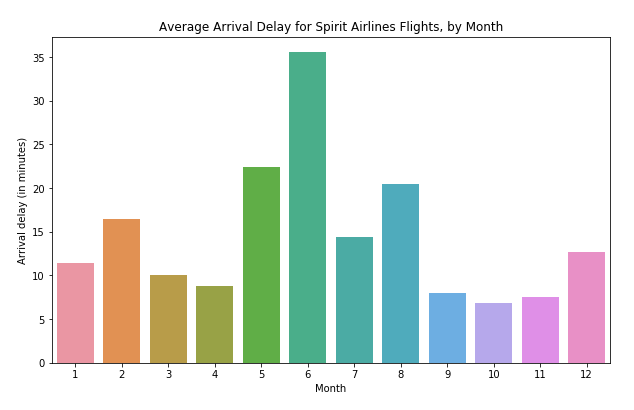 Average Arrival Delay for Spirit Airlines Flights, by Month
Arrival delay (in minutes)
35
30
25
20
15
10
5
0
1 2 3 4 5 6 7 8 9 10 11 12
Month